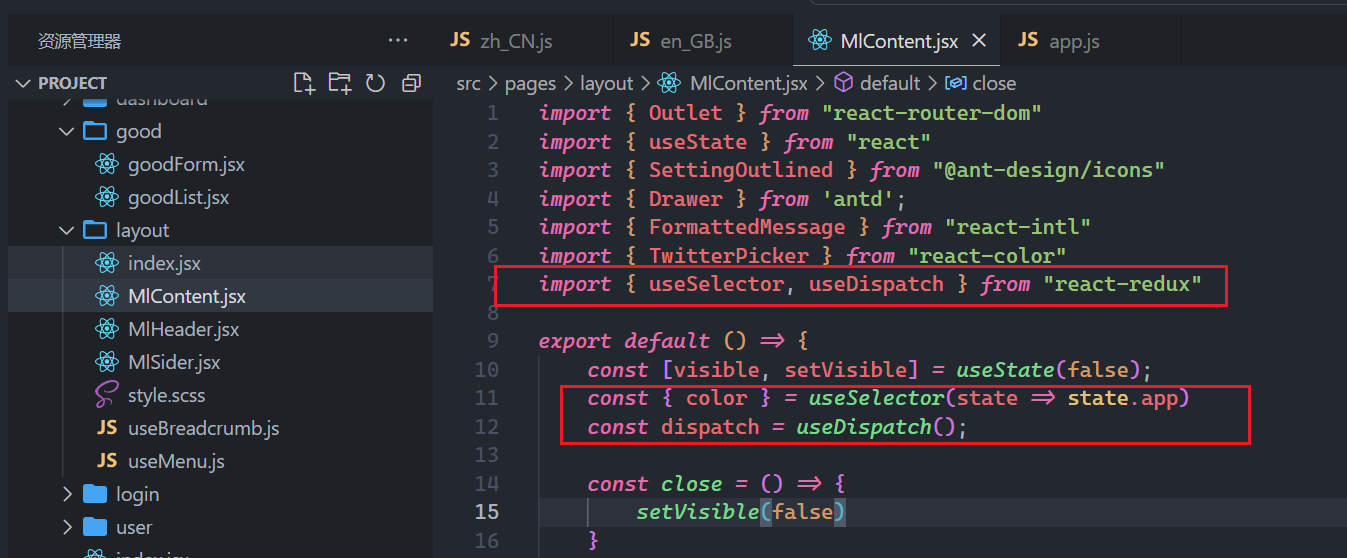 资源管理器 ···
JS zh_CN.js JS en_GB.js MlContent.jsx JS app.js
PROJECT
src > pages > layout > MlContent.jsx > default > close
dashboard
good
goodForm.jsx
goodList.jsx
layout
index.jsx
MlContent.jsx
MlHeader.jsx
MlSider.jsx
style.scss
JS useBreadcrumb.js
JS useMenu.js
login
user
index.jsx
1 import { Outlet } from "react-router-dom"
2 import { useState } from "react"
3 import { SettingOutlined } from "@ant-design/icons"
4 import { Drawer } from 'antd';
5 import { FormattedMessage } from "react-intl"
6 import { TwitterPicker } from "react-color"
7 import { useSelector, useDispatch } from "react-redux"
8
9 export default () => {
10 const [visible, setVisible] = useState(false);
11 const { color } = useSelector(state => state.app)
12 const dispatch = useDispatch();
13
14 const close = () => {
15 setVisible(false)
16 }